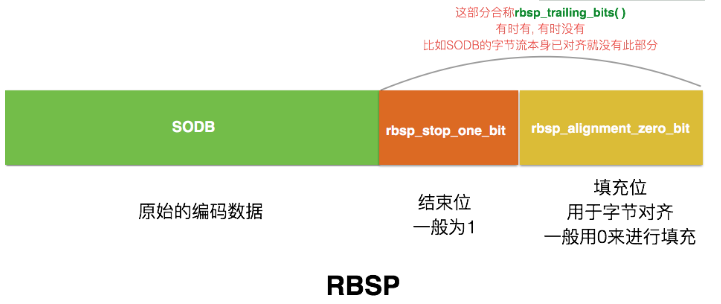 这部分合称rbsp_trailing_bits( )
有时有, 有时没有
比如SODB的字节流本身已对齐就没有此部分
SODB
rbsp_stop_one_bit
rbsp_alignment_zero_bit
原始的编码数据
结束位
一般为1
填充位
用于字节对齐
一般用0来进行填充
RBSP